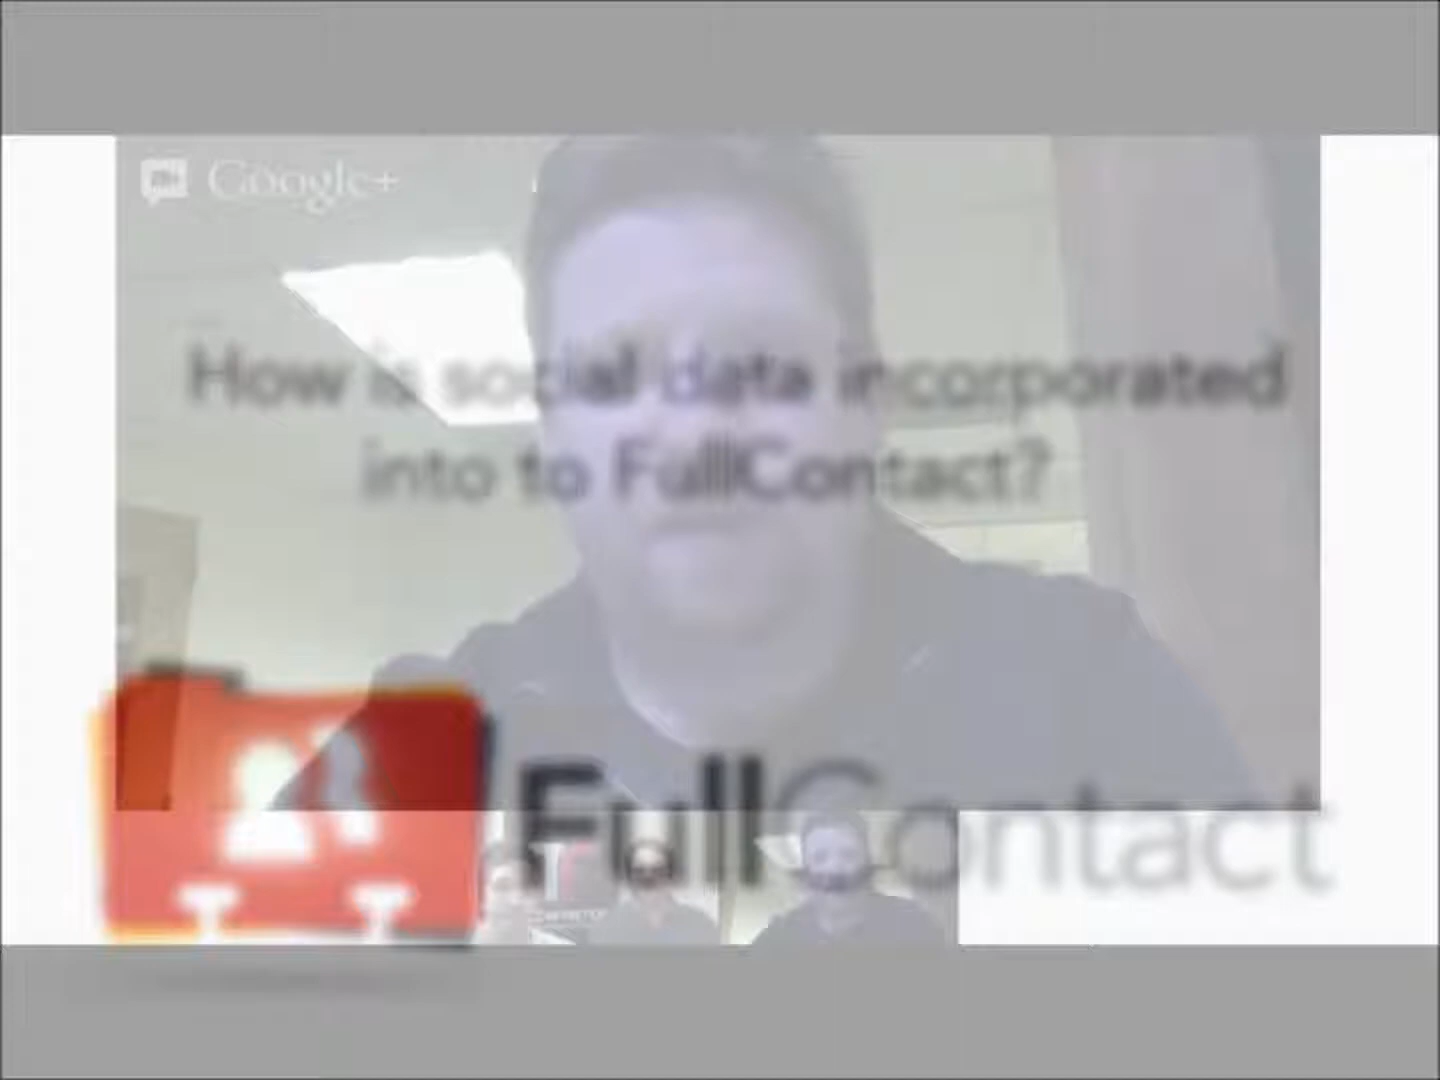 Google+
How is social data incorporated
into to FullContact?
FullContact